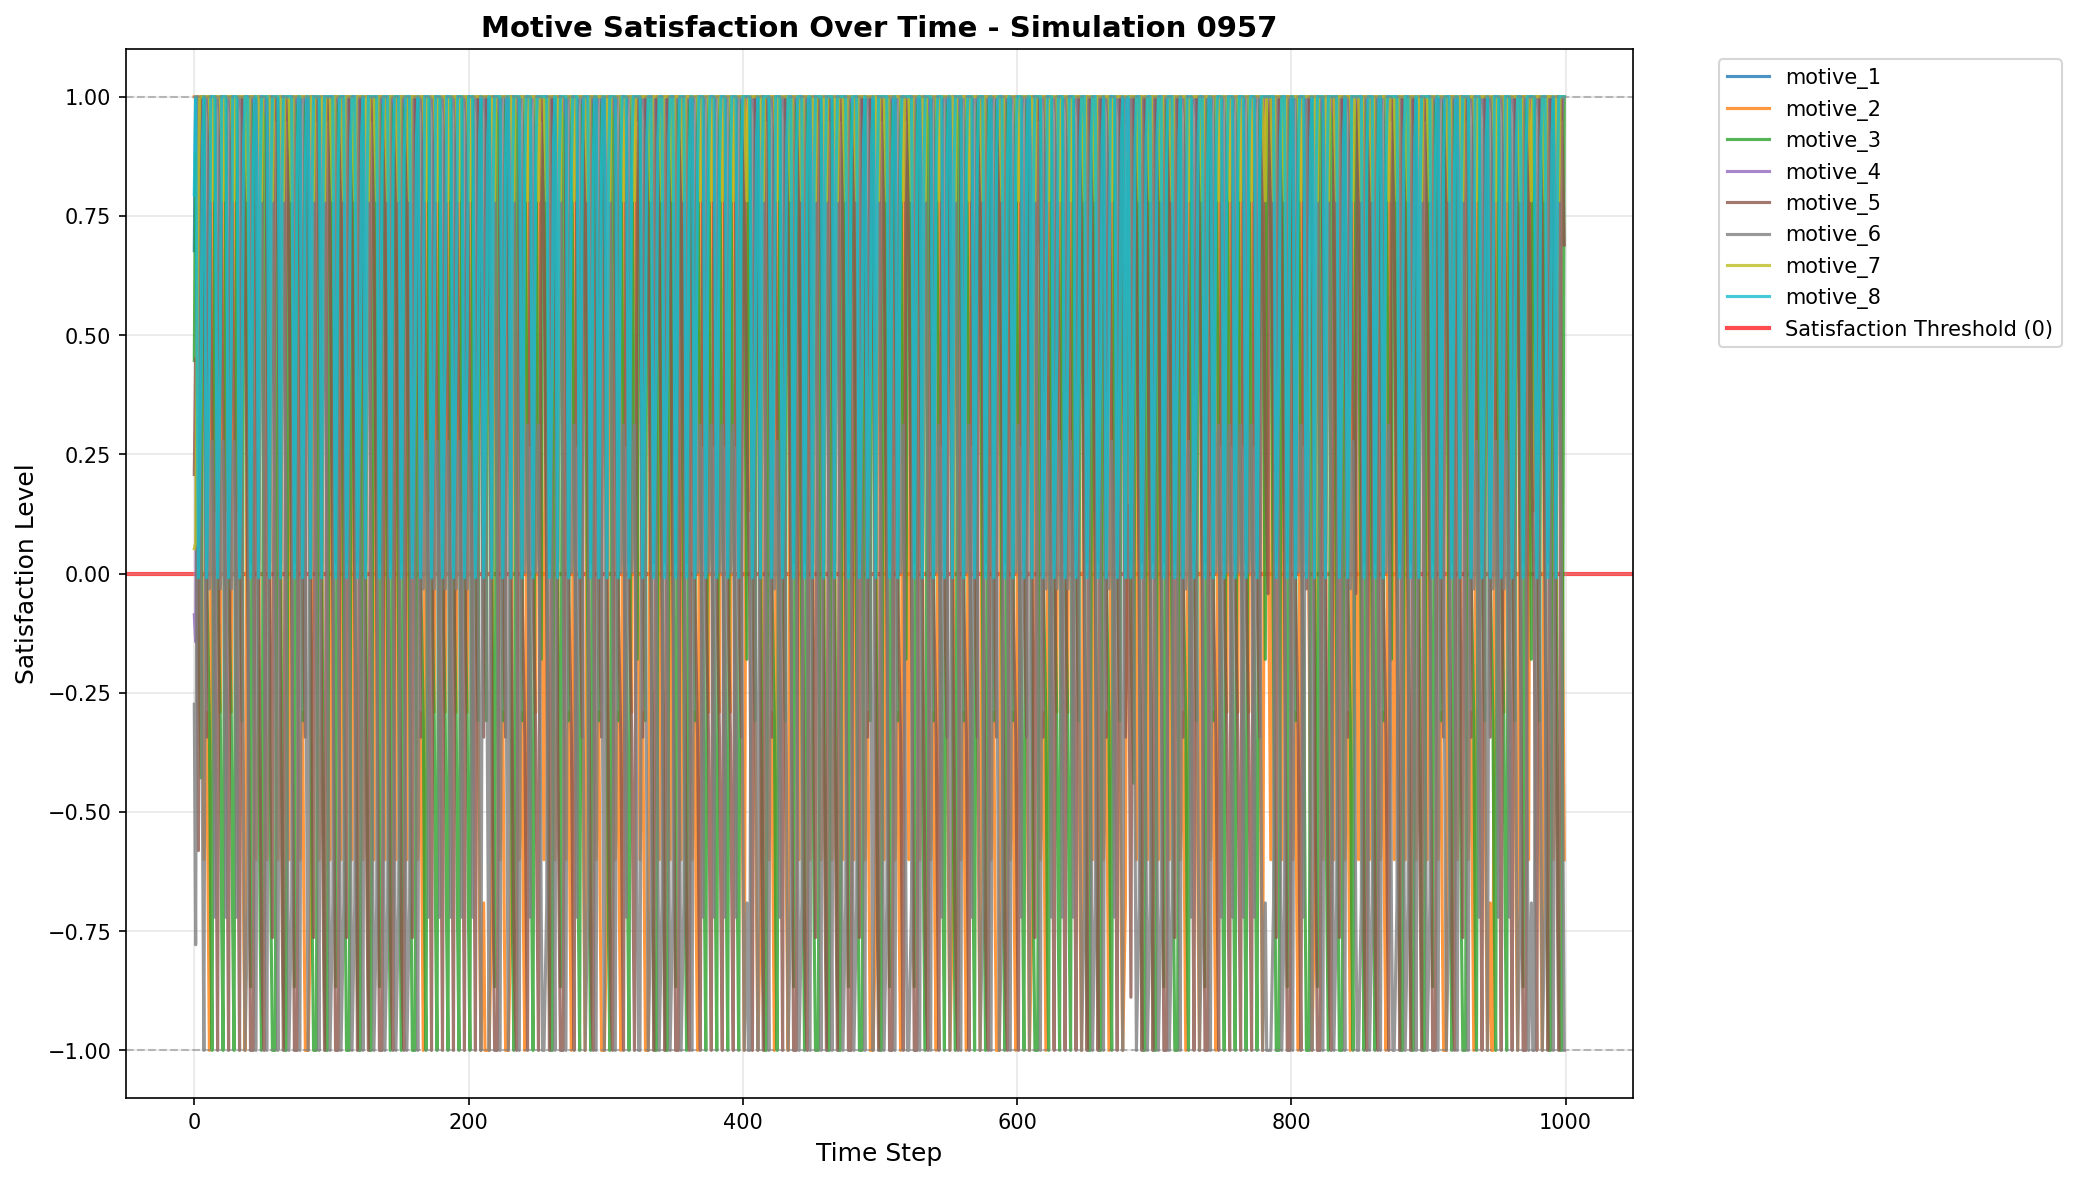 Motive Satisfaction Over Time - Simulation 0957
1.00
0.75
0.50
0.25
0.00
−0.25
−0.50
−0.75
−1.00
Satisfaction Level
0
200
400
600
800
1000
Time Step
motive_1
motive_2
motive_3
motive_4
motive_5
motive_6
motive_7
motive_8
Satisfaction Threshold (0)